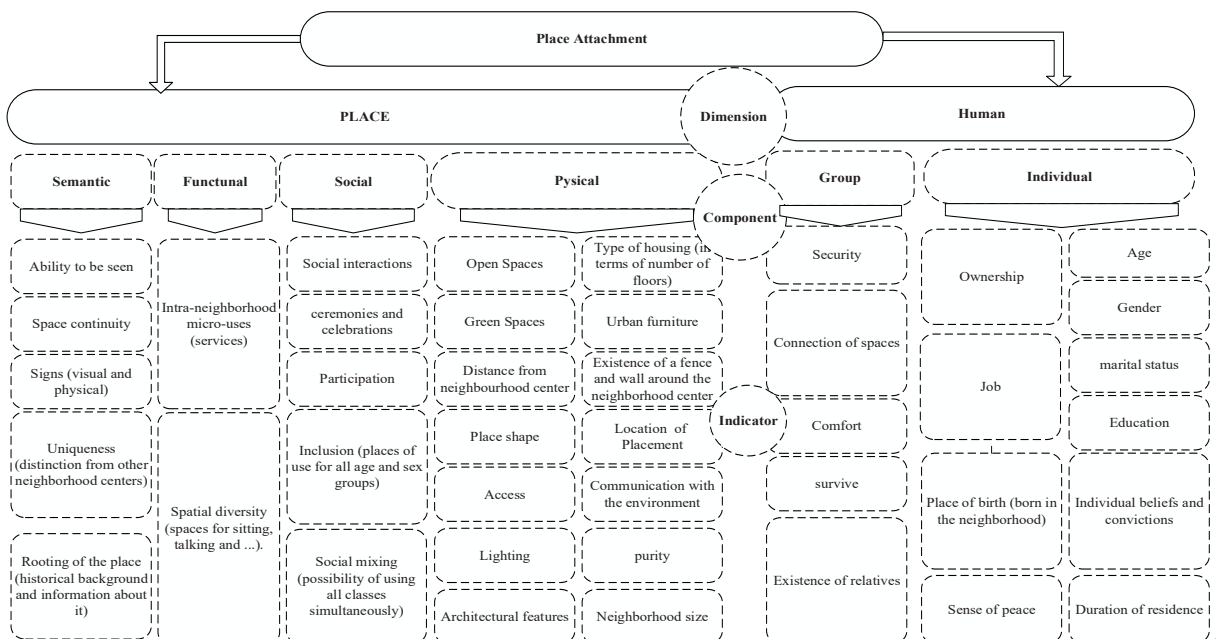 Place Attachment
PLACE
Dimension
Human
Semantic
Functunal
Social
Pysical
Component
Group
Individual
Ability to be seen
Space continuity
Signs (visual and
physical)
Uniqueness
(distinction from other
neighborhood centers)
Rooting of the place
(historical background
and information about
it)
Intra-neighborhood
micro-uses
(services)
Spatial diversity
(spaces for sitting,
talking and ...).
Social interactions
ceremonies and
celebrations
Participation
Inclusion (places of
use for all age and sex
groups)
Social mixing
(possibility of using
all classes
simultaneously)
Open Spaces
Green Spaces
Distance from
neighbourhood center
Place shape
Access
Lighting
Architectural features
Type of housing (in
terms of number of
floors)
Urban furniture
Existence of a fence
and wall around the
neighborhood center
Location of
Placement
Communication with
the environment
purity
Neighborhood size
Indicator
Security
Connection of spaces
Comfort
survive
Existence of relatives
Ownership
Job
Place of birth (born in
the neighborhood)
Sense of peace
Age
Gender
marital status
Education
Individual beliefs and
convictions
Duration of residence